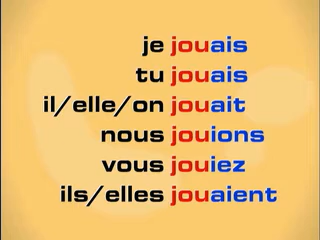 je jouais
tu jouais
il/elle/on jouait
nous jouions
vous jouiez
ils/elles jouaient